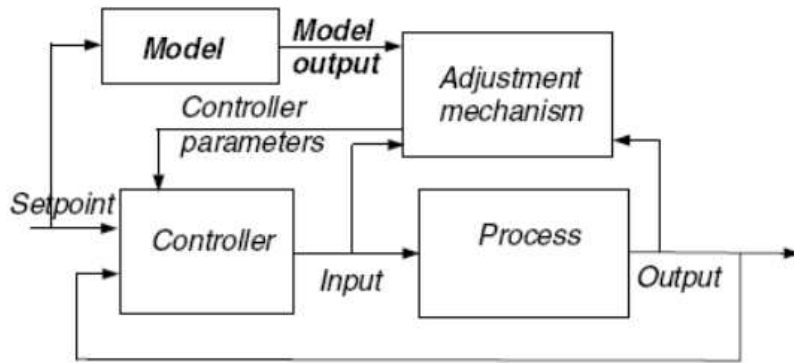 Model
Model
output
Adjustment
mechanism
Controller
parameters
Setpoint
Controller
Process
Input
Output